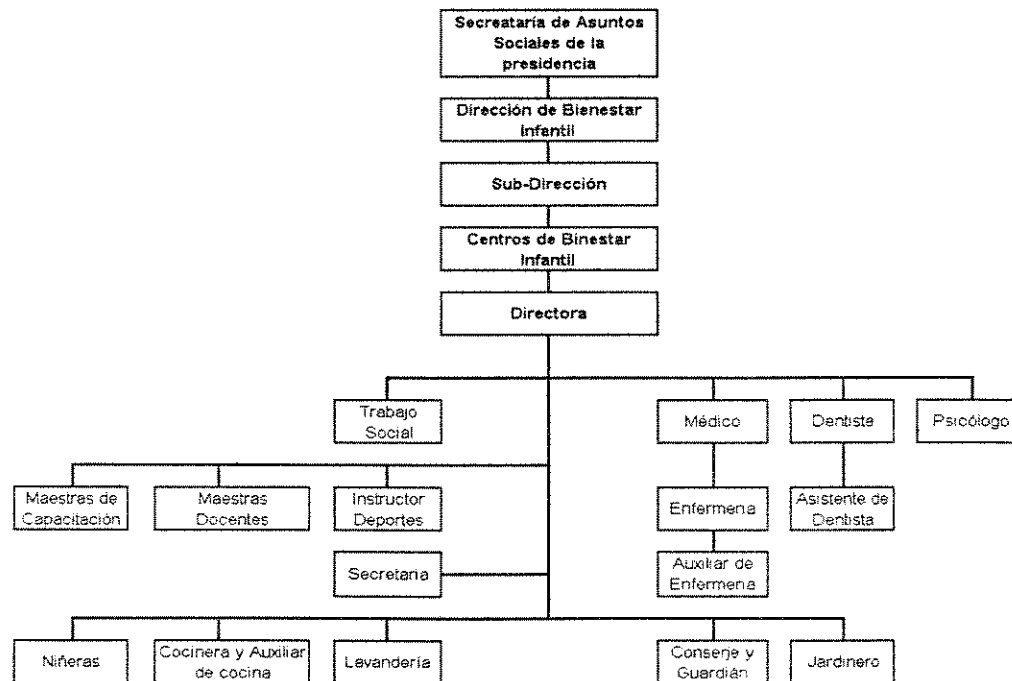 Secreataría de Asuntos
Sociales de la
presidencia
Dirección de Bienestar
Infantil
Sub-Dirección
Centros de Binestar
Infantil
Directora
Trabajo
Social
Médico
Dentista
Psicólogo
Maestras de
Capacitación
Maestras
Docentes
Instructor
Deportes
Enfermena
Asistente de
Dentista
Secretaria
Auxiliar de
Enfermena
Niñeras
Cocinera y Auxiliar
de cocina
Lavandería
Conserje y
Guardián
Jardinero